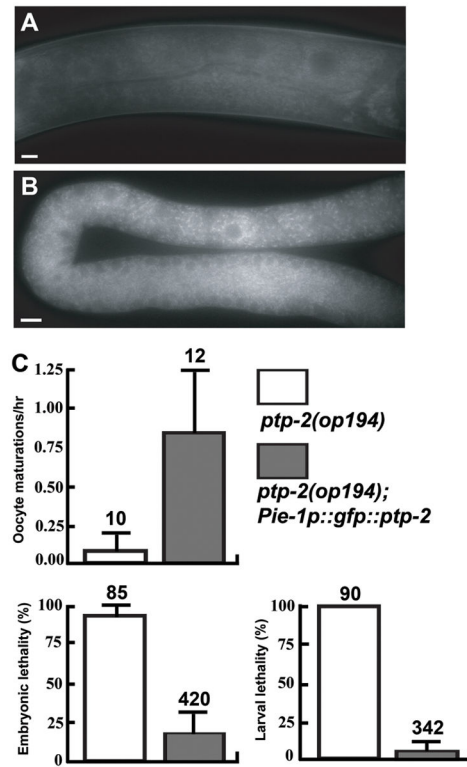 A
B
C
Oocyte maturations/hr
1.25
1.00
0.75
0.50
0.25
0.00
10
12
ptp-2(op194)
ptp-2(op194);
Pie-1p::gfp::ptp-2
Embryonic lethality (%)
100
75
50
25
0
85
420
Larval lethality (%)
100
75
50
25
0
90
342